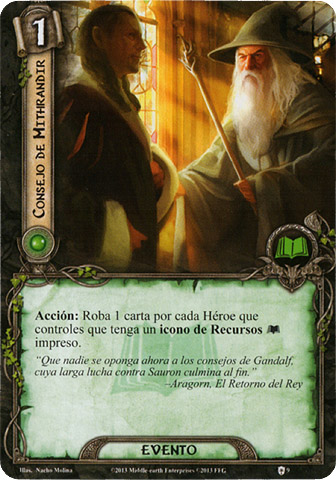 1
CONSEJO DE MITHRANDIR
Acción: Roba 1 carta por cada Héroe que
controles que tenga un icono de Recursos
impreso.
“Que nadie se oponga ahora a los consejos de Gandalf,
cuya larga lucha contra Sauron culmina al fin.”
–Aragorn, El Retorno del Rey
EVENTO
Illus. Nacho Molina
©2013 Middle-earth Enterprises ©2013 FFG
9